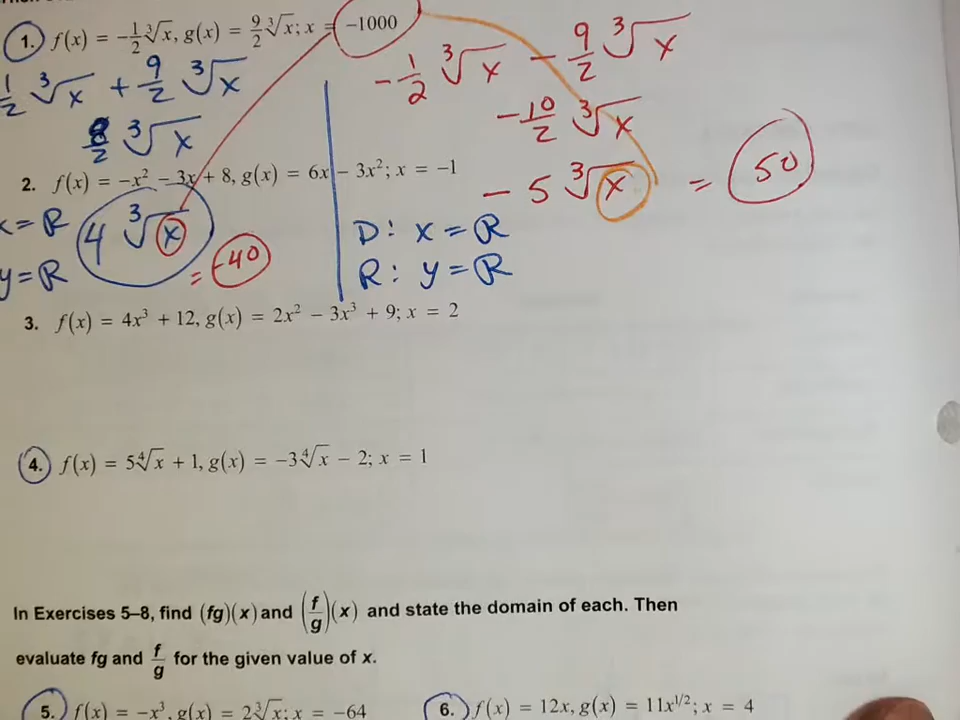 1. f(x) = -1/2 ∛x, g(x) = 9/2 ∛x; x = -1000
1/2 ∛x + 9/2 ∛x
8/2 ∛x
-1/2 ∛x - 9/2 ∛x
-10/2 ∛x
- 5 ∛x = 50
2. f(x) = -x² - 3x + 8, g(x) = 6x - 3x²; x = -1
x = ℝ
y = ℝ
4 ∛x
= -40
D: x = ℝ
R: y = ℝ
3. f(x) = 4x³ + 12, g(x) = 2x² - 3x³ + 9; x = 2
4. f(x) = 5∜x + 1, g(x) = -3∜x - 2; x = 1
In Exercises 5–8, find (fg)(x) and (f/g)(x) and state the domain of each. Then
evaluate fg and f/g for the given value of x.
5. f(x) = -x³, g(x) = 2∛x; x = -64
6. f(x) = 12x, g(x) = 11x^1/2; x = 4